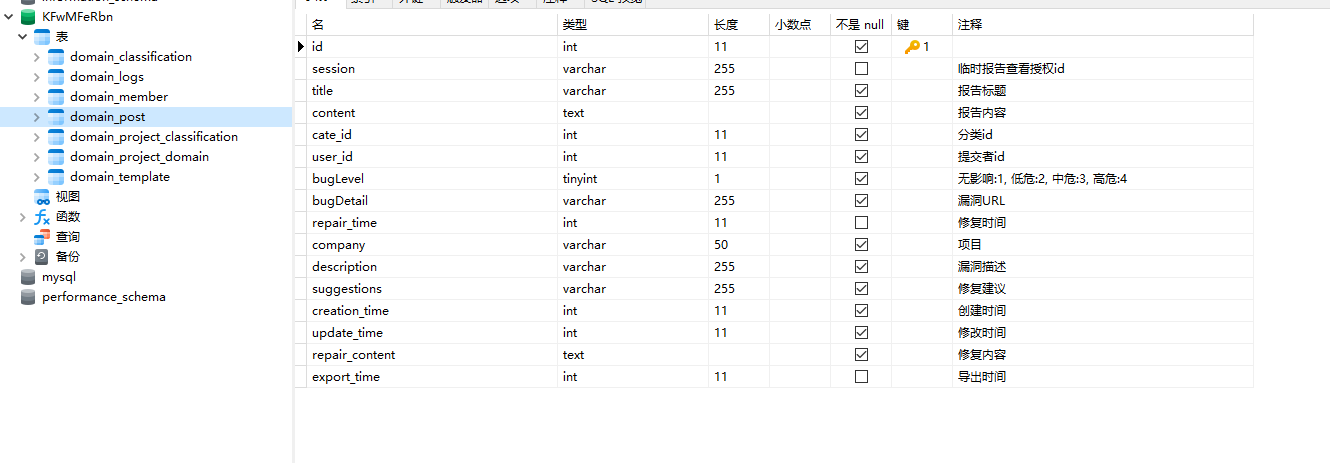 KFwMFeRbn
表
domain_classification
domain_logs
domain_member
domain_post
domain_project_classification
domain_project_domain
domain_template
视图
函数
查询
备份
mysql
performance_schema
名 类型 长度 小数点 不是 null 键 注释
id int 11 1
session varchar 255 临时报告查看授权id
title varchar 255 报告标题
content text 报告内容
cate_id int 11 分类id
user_id int 11 提交者id
bugLevel tinyint 1 无影响:1, 低危:2, 中危:3, 高危:4
bugDetail varchar 255 漏洞URL
repair_time int 11 修复时间
company varchar 50 项目
description varchar 255 漏洞描述
suggestions varchar 255 修复建议
creation_time int 11 创建时间
update_time int 11 修改时间
repair_content text 修复内容
export_time int 11 导出时间